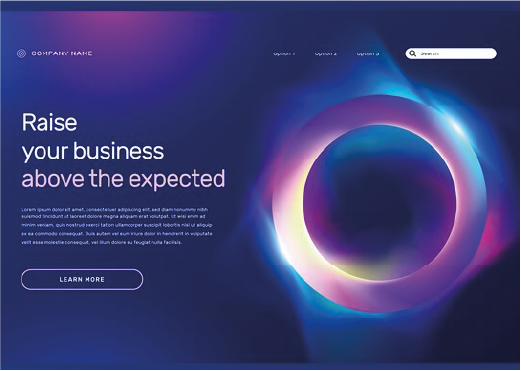 COMPANY NAME
Option 1 Option 2 Option 3
Raise
your business
above the expected
Lorem ipsum dolor sit amet, consectetuer adipiscing elit, sed diam nonummy nibh
euismod tincidunt ut laoreet dolore magna aliquam erat volutpat. Ut wisi enim ad
minim veniam, quis nostrud exerci tation ullamcorper suscipit lobortis nisl ut aliquip
ex ea commodo consequat. Duis autem vel eum iriure dolor in hendrerit in vulputate
velit esse molestie consequat, vel illum dolore eu feugiat nulla facilisis.
LEARN MORE